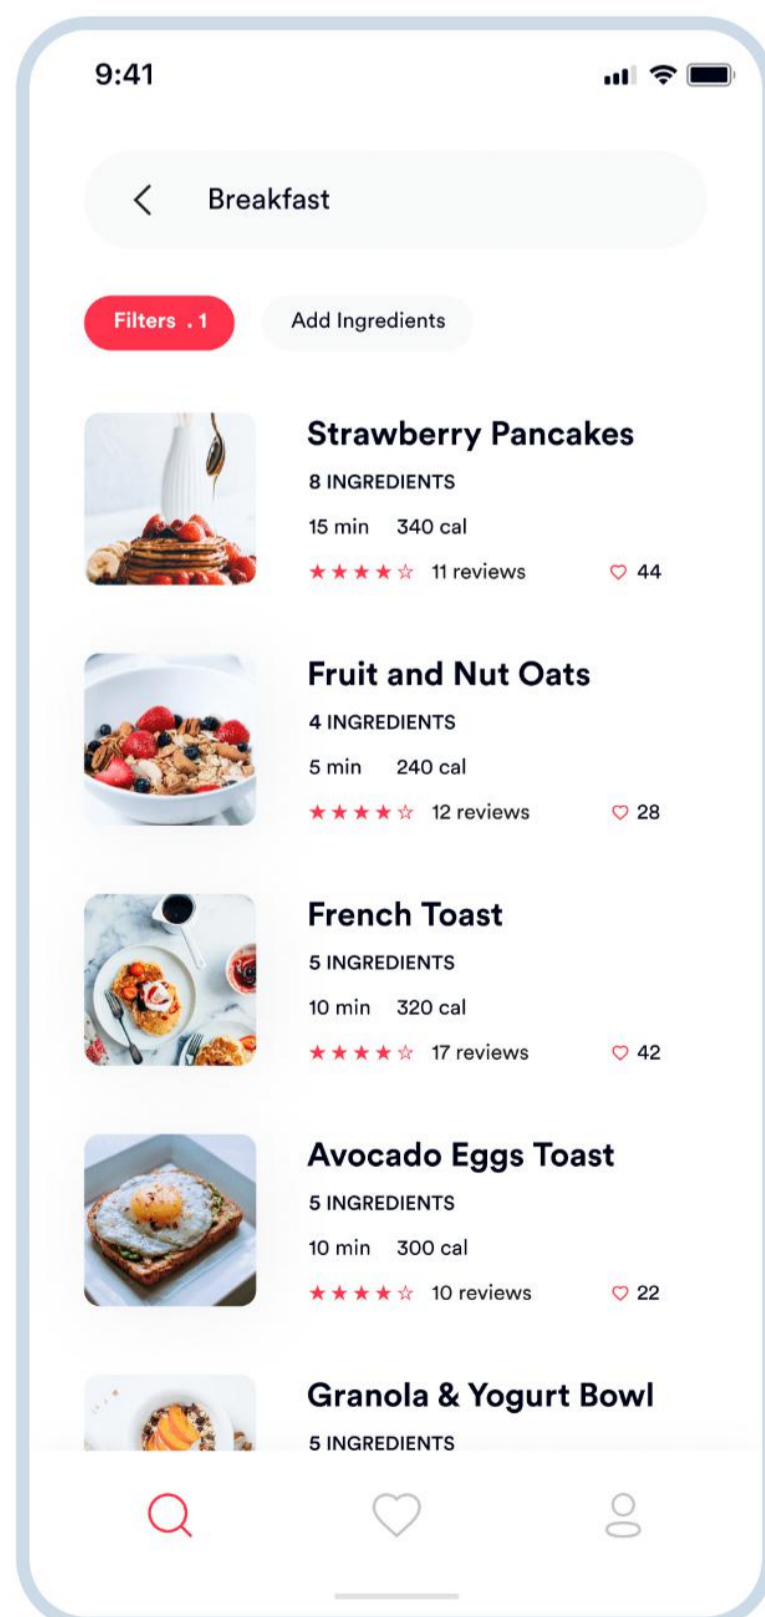 9:41
Breakfast
Filters . 1 Add Ingredients
Strawberry Pancakes
8 INGREDIENTS
15 min 340 cal
11 reviews 44
Fruit and Nut Oats
4 INGREDIENTS
5 min 240 cal
12 reviews 28
French Toast
5 INGREDIENTS
10 min 320 cal
17 reviews 42
Avocado Eggs Toast
5 INGREDIENTS
10 min 300 cal
10 reviews 22
Granola & Yogurt Bowl
5 INGREDIENTS